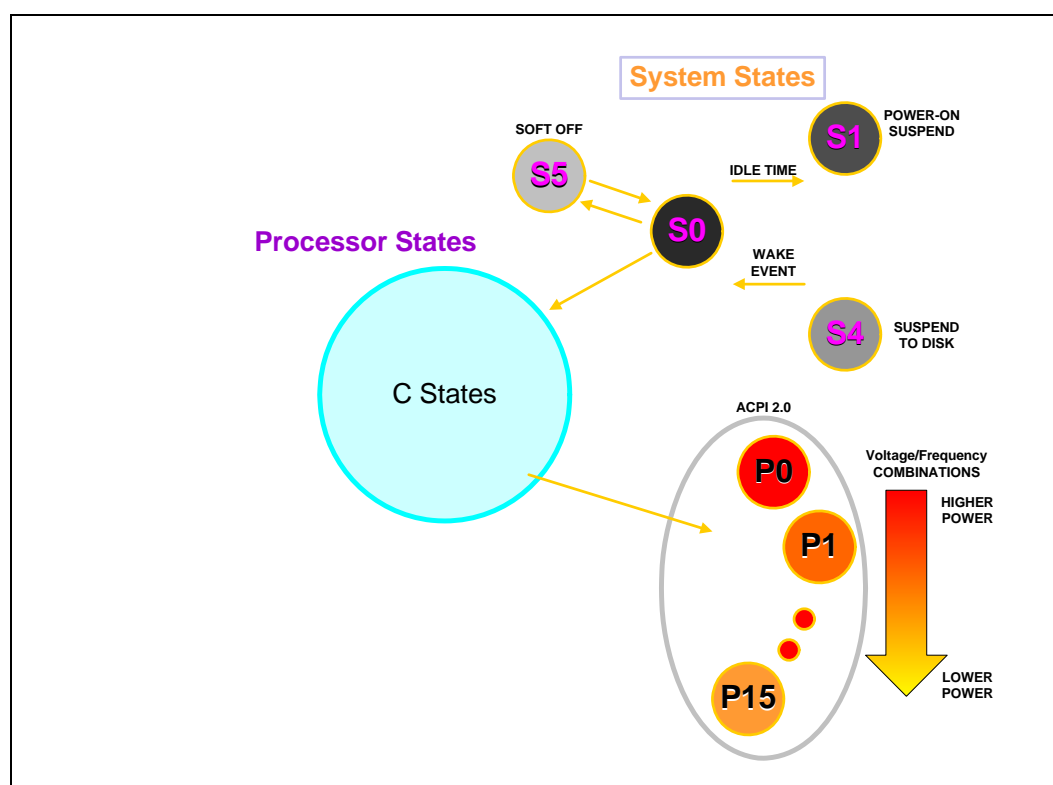 System States
SOFT OFF
S5
S1
POWER-ON
SUSPEND
IDLE TIME
S0
Processor States
WAKE
EVENT
S4
SUSPEND
TO DISK
C States
ACPI 2.0
P0
P1
P15
Voltage/Frequency
COMBINATIONS
HIGHER
POWER
LOWER
POWER